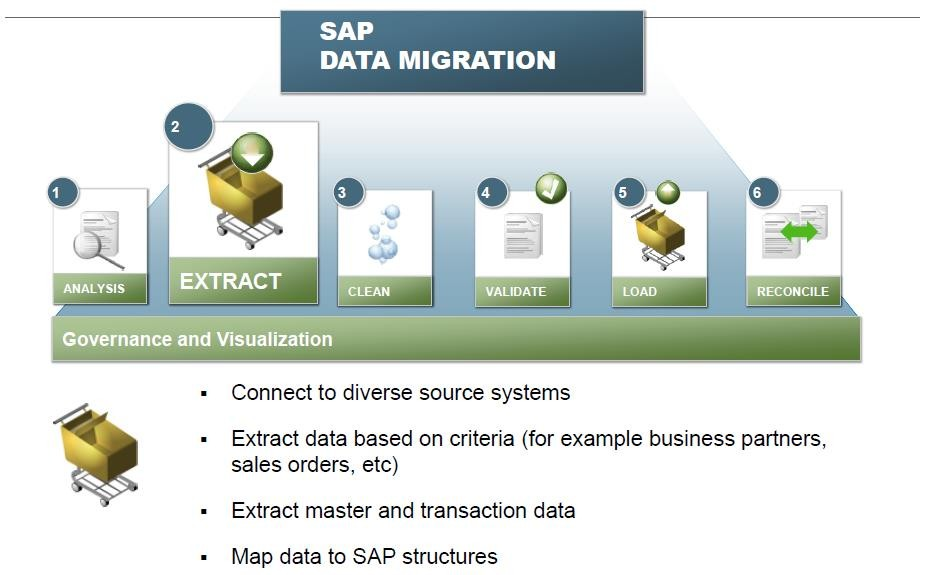 SAP
DATA MIGRATION
2
1
3
4
5
6
ANALYSIS
EXTRACT
CLEAN
VALIDATE
LOAD
RECONCILE
Governance and Visualization
▪ Connect to diverse source systems
▪ Extract data based on criteria (for example business partners,
sales orders, etc)
▪ Extract master and transaction data
▪ Map data to SAP structures